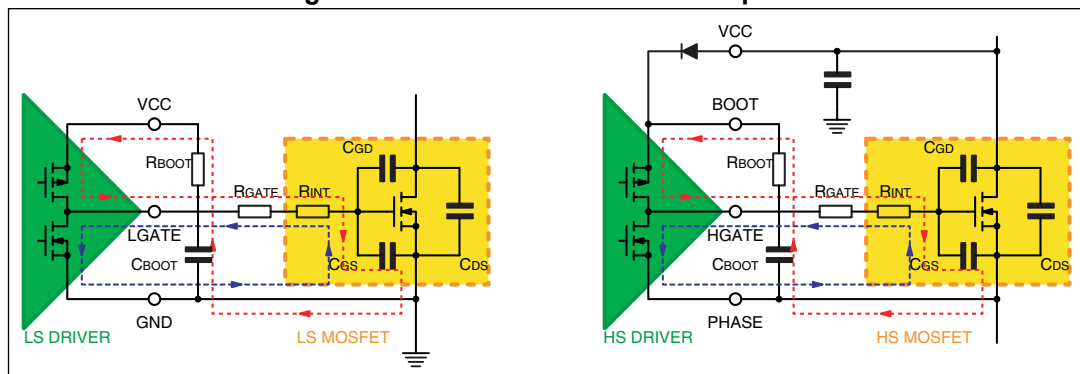 VCC
RBOOT
CGD
RGATE
RINT
LGATE
CBOOT
CGS
CDS
GND
LS DRIVER
LS MOSFET
VCC
BOOT
RBOOT
CGD
RGATE
RINT
HGATE
CBOOT
CGS
CDS
PHASE
HS DRIVER
HS MOSFET